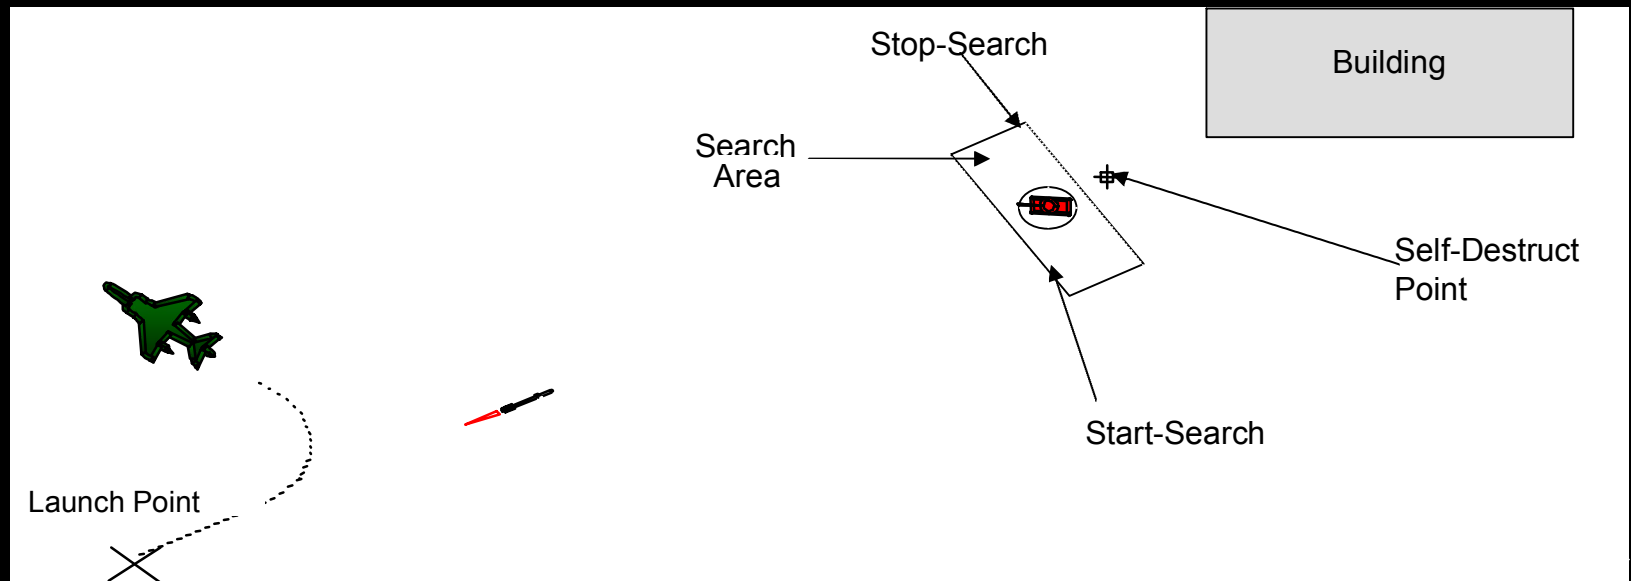 Stop-Search
Building
Search
Area
Self-Destruct
Point
Start-Search
Launch Point